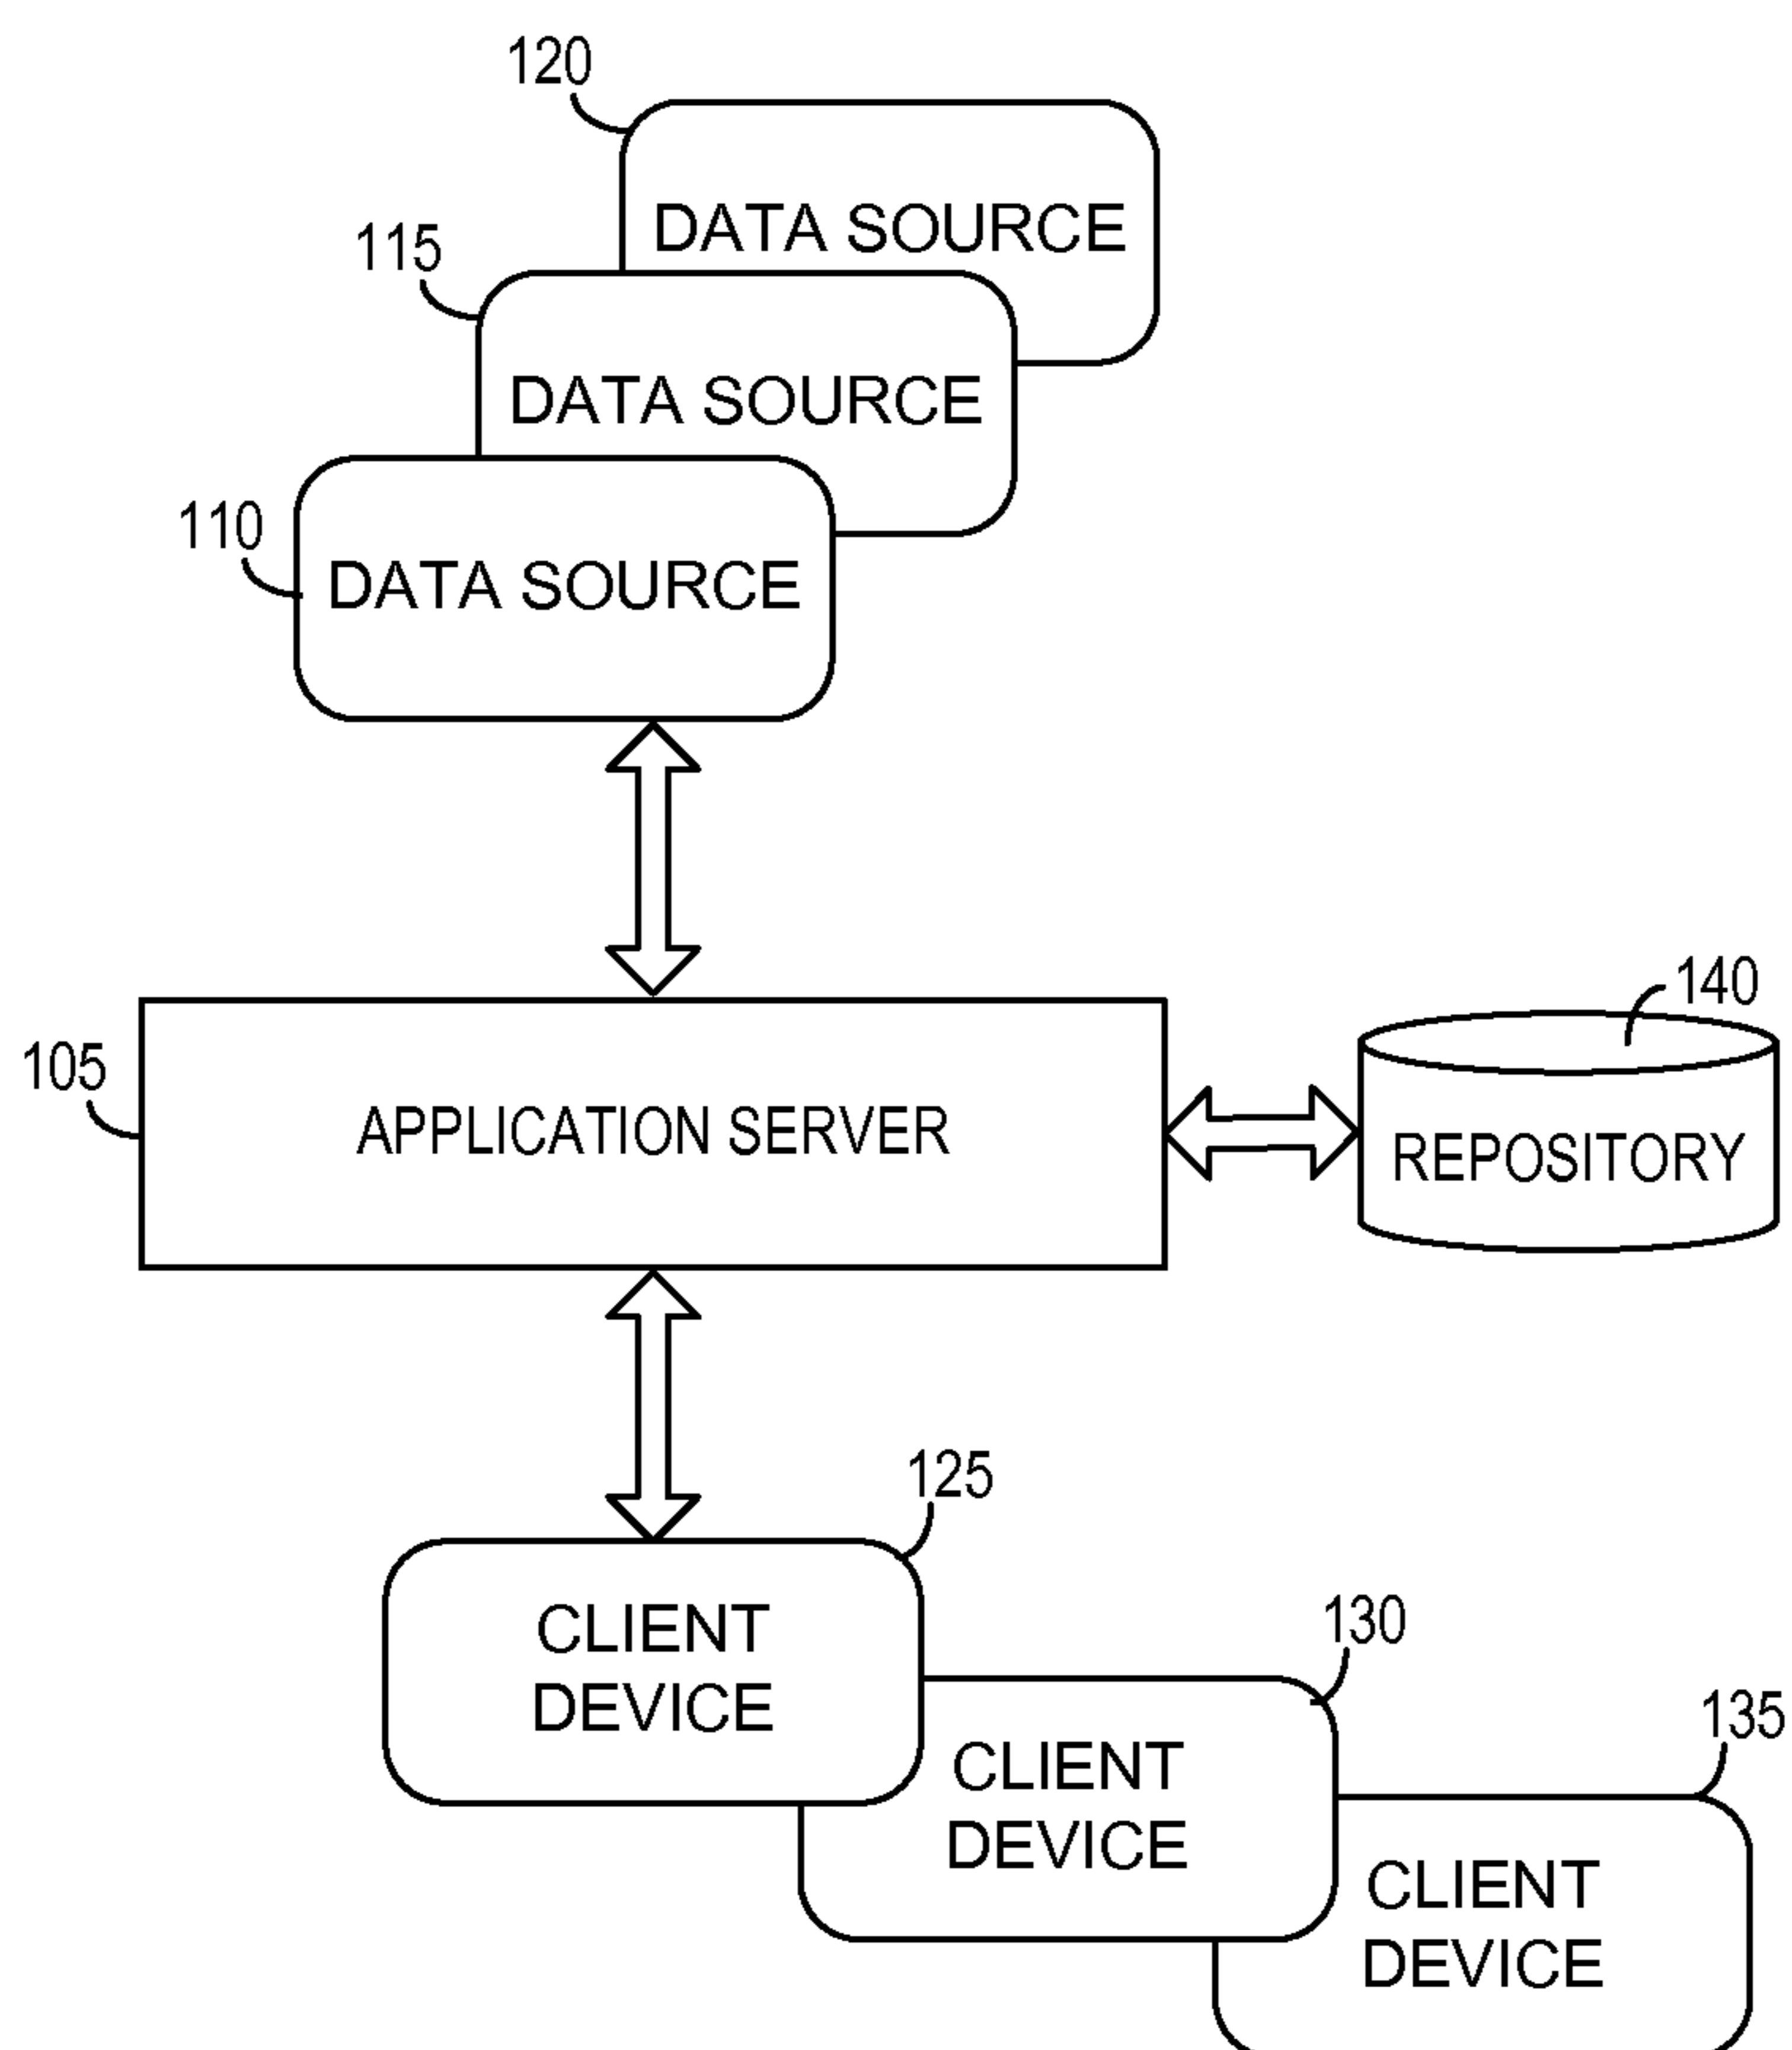 120
DATA SOURCE
115
DATA SOURCE
110
DATA SOURCE
140
105
APPLICATION SERVER
REPOSITORY
125
CLIENT
DEVICE
130
CLIENT
DEVICE
135
CLIENT
DEVICE